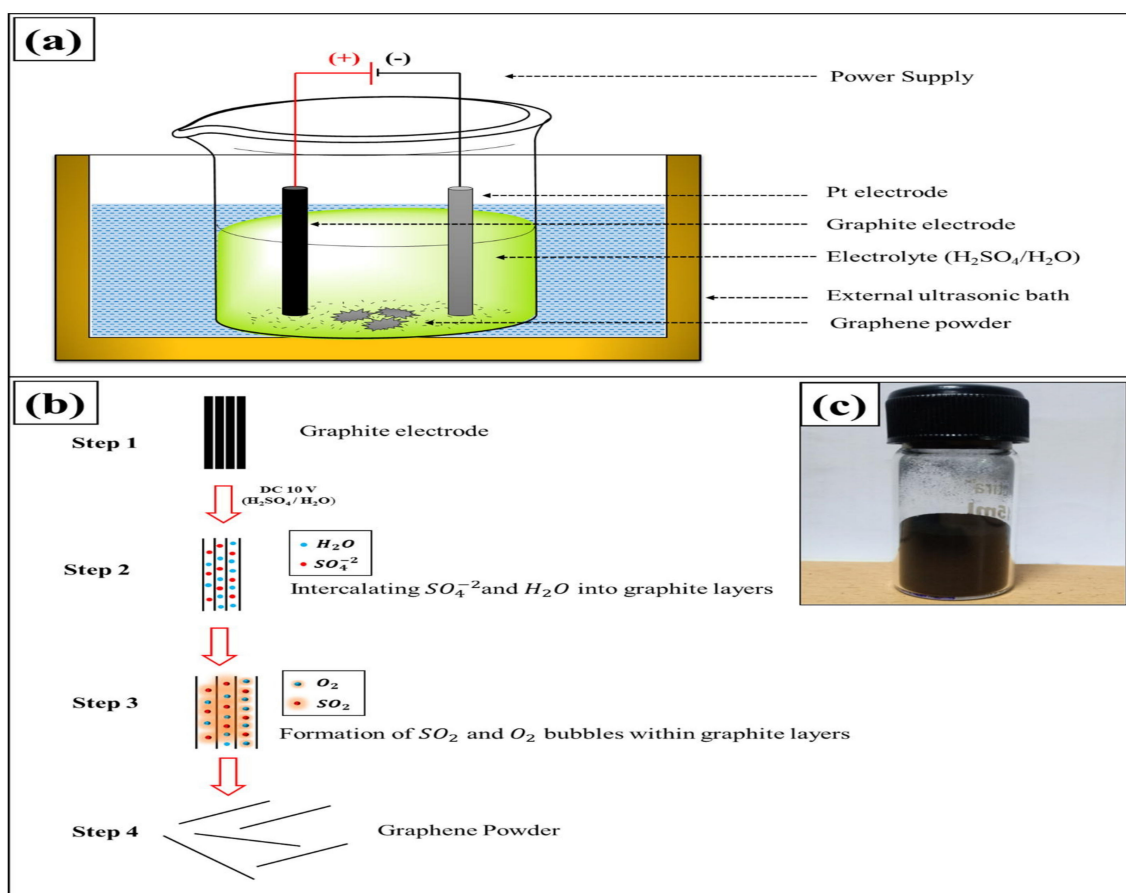 (a)
(+) (-)
Power Supply
Pt electrode
Graphite electrode
Electrolyte (H₂SO₄/H₂O)
External ultrasonic bath
Graphene powder
(b)
Step 1
Graphite electrode
DC 10 V
(H₂SO₄/ H₂O)
Step 2
H₂O
SO₄⁻²
Intercalating SO₄⁻² and H₂O into graphite layers
Step 3
O₂
SO₂
Formation of SO₂ and O₂ bubbles within graphite layers
Step 4
Graphene Powder
(c)
5ml